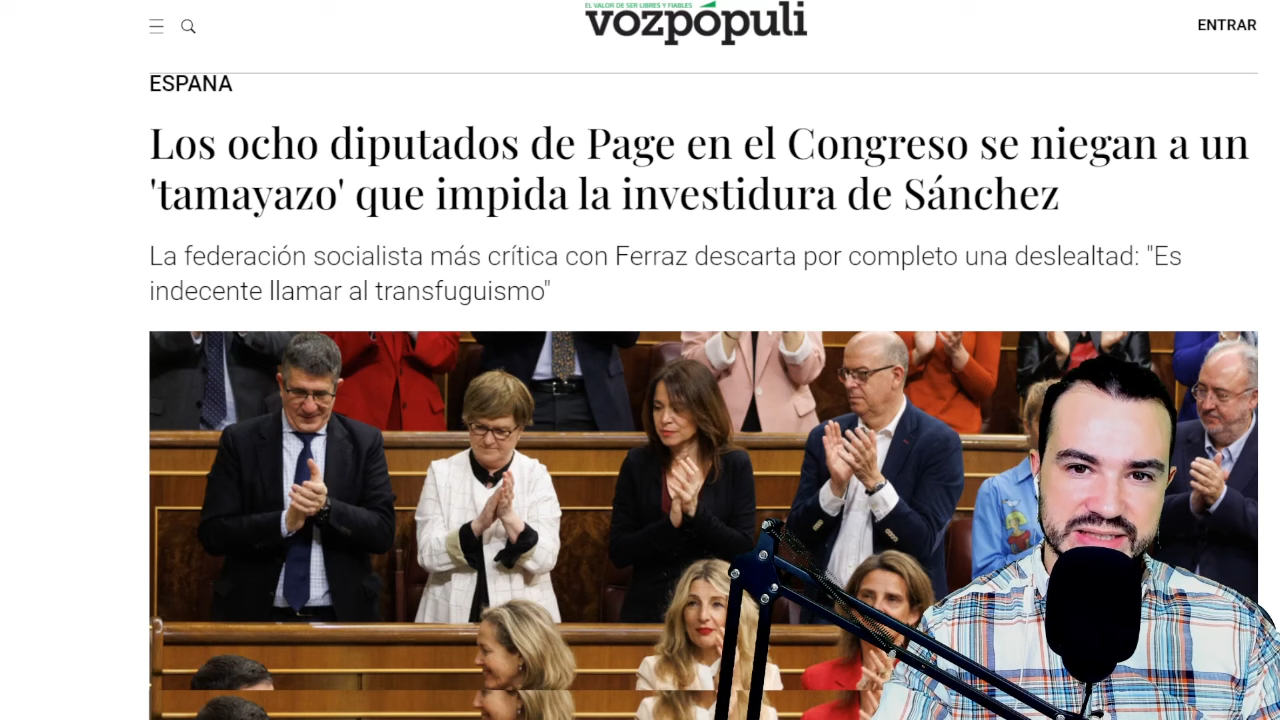 EL VALOR DE SER LIBRES Y FIABLES
vozpópuli
ENTRAR
ESPAÑA
Los ocho diputados de Page en el Congreso se niegan a un
'tamayazo' que impida la investidura de Sánchez
La federación socialista más crítica con Ferraz descarta por completo una deslealtad: "Es
indecente llamar al transfuguismo"